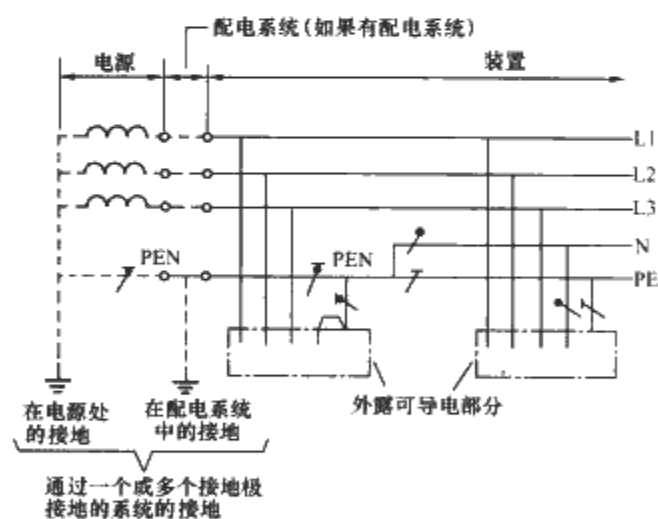 配电系统(如果有配电系统)
电源
装置
L1
L2
L3
N
PEN
PEN
PE
在电源处
的接地
在配电系统
中的接地
外露可导电部分
通过一个或多个接地极
接地的系统的接地